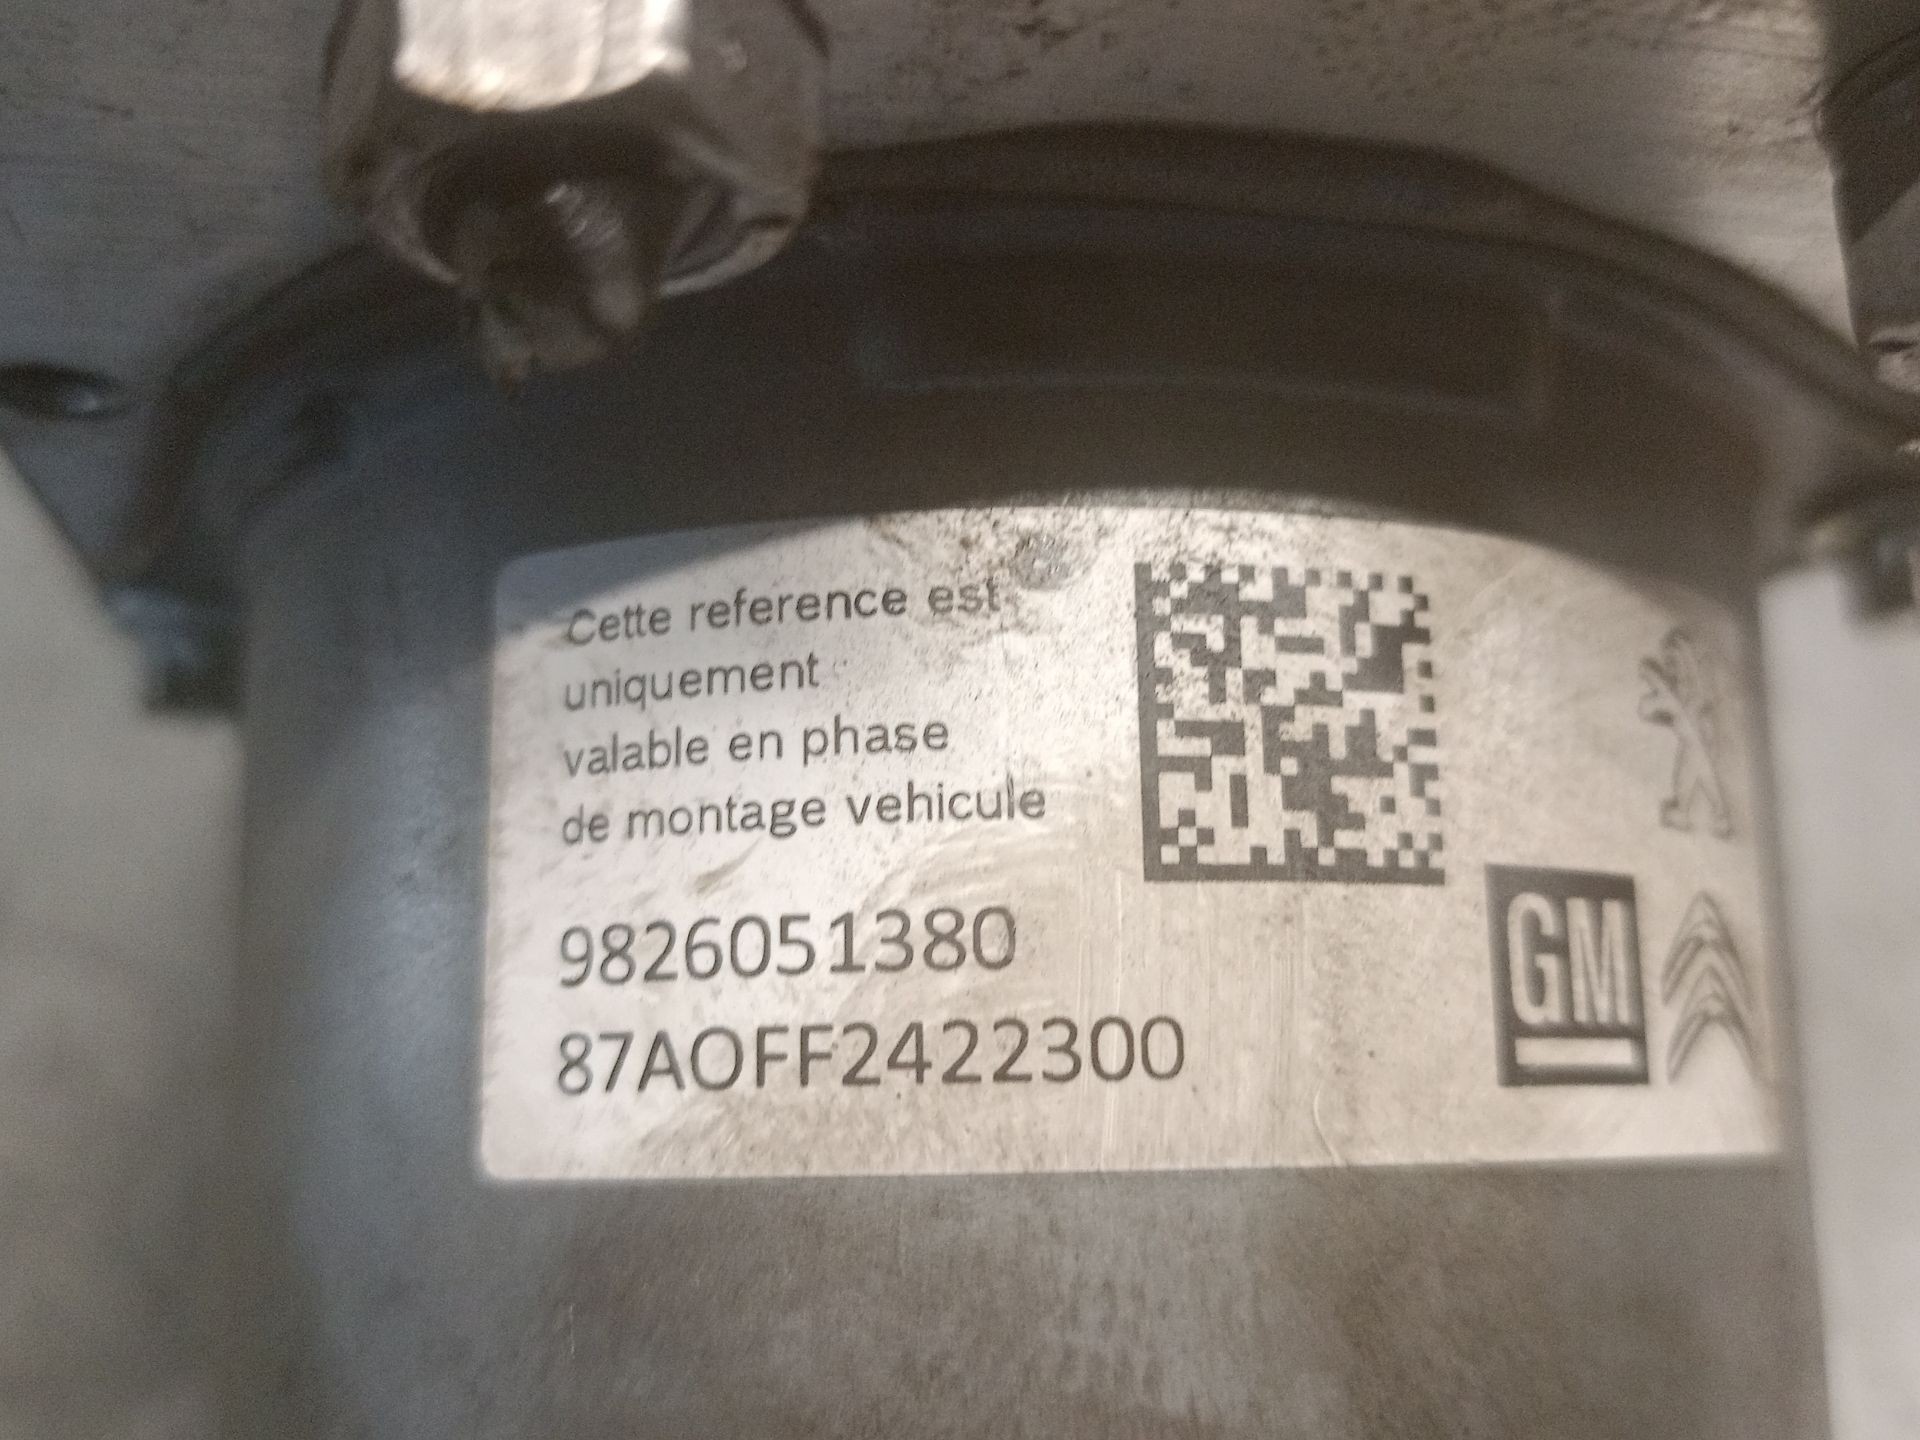 Cette reference est
uniquement
valable en phase
de montage vehicule
9826051380
87AOFF2422300
GM